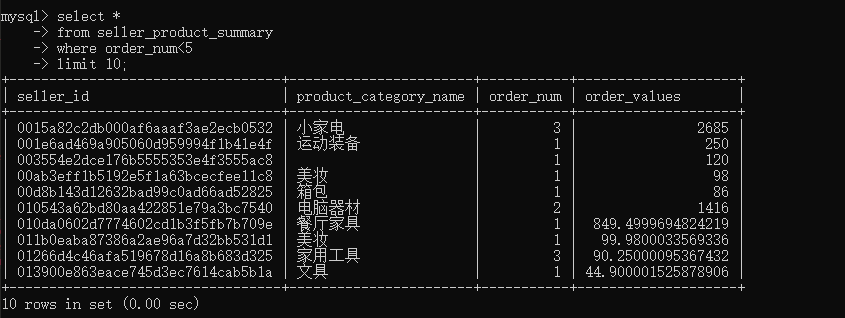 mysql> select *
    -> from seller_product_summary
    -> where order_num<5
    -> limit 10;
+----------------------------------+-----------------------+-----------+-------------------+
| seller_id | product_category_name | order_num | order_values |
+----------------------------------+-----------------------+-----------+-------------------+
| 0015a82c2db000af6aaaf3ae2ecb0532 | 小家电 | 3 | 2685 |
| 001e6ad469a905060d959994f1b41e4f | 运动装备 | 1 | 250 |
| 003554e2dce176b5555353e4f3555ac8 | | 1 | 120 |
| 00ab3eff1b5192e5f1a63bcecfee11c8 | 美妆 | 1 | 98 |
| 00d8b143d12632bad99c0ad66ad52825 | 箱包 | 1 | 86 |
| 010543a62bd80aa422851e79a3bc7540 | 电脑器材 | 2 | 1416 |
| 010da0602d7774602cd1b3f5fb7b709e | 餐厅家具 | 1 | 849.4999694824219 |
| 011b0eaba87386a2ae96a7d32bb531d1 | 美妆 | 1 | 99.9800033569336 |
| 01266d4c46afa519678d16a8b683d325 | 家用工具 | 3 | 90.25000095367432 |
| 013900e863eace745d3ec7614cab5b1a | 文具 | 1 | 44.900001525878906 |
+----------------------------------+-----------------------+-----------+-------------------+
10 rows in set (0.00 sec)